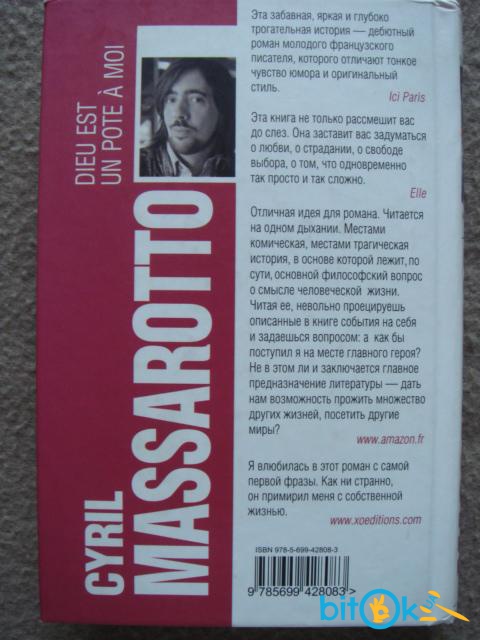 DIEU EST
UN POTE À MOI
CYRIL
MASSAROTTO
Эта забавная, яркая и глубоко
трогательная история — дебютный
роман молодого французского
писателя, которого отличают тонкое
чувство юмора и оригинальный
стиль.
Ici Paris
Эта книга не только рассмешит вас
до слез. Она заставит вас задуматься
о любви, о страдании, о свободе
выбора, о том, что одновременно
так просто и так сложно.
Elle
Отличная идея для романа. Читается
на одном дыхании. Местами
комическая, местами трагическая
история, в основе которой лежит, по
сути, основной философский вопрос
о смысле человеческой жизни.
Читая ее, невольно проецируешь
описанные в книге события на себя
и задаешься вопросом: а как бы
поступил я на месте главного героя?
Не в этом ли и заключается главное
предназначение литературы — дать
нам возможность прожить множество
других жизней, посетить другие
миры?
www.amazon.fr
Я влюбилась в этот роман с самой
первой фразы. Как ни странно,
он примирил меня с собственной
жизнью.
www.xoeditions.com
ISBN 978-5-699-42808-3
9 785699 428083 >
bitOk